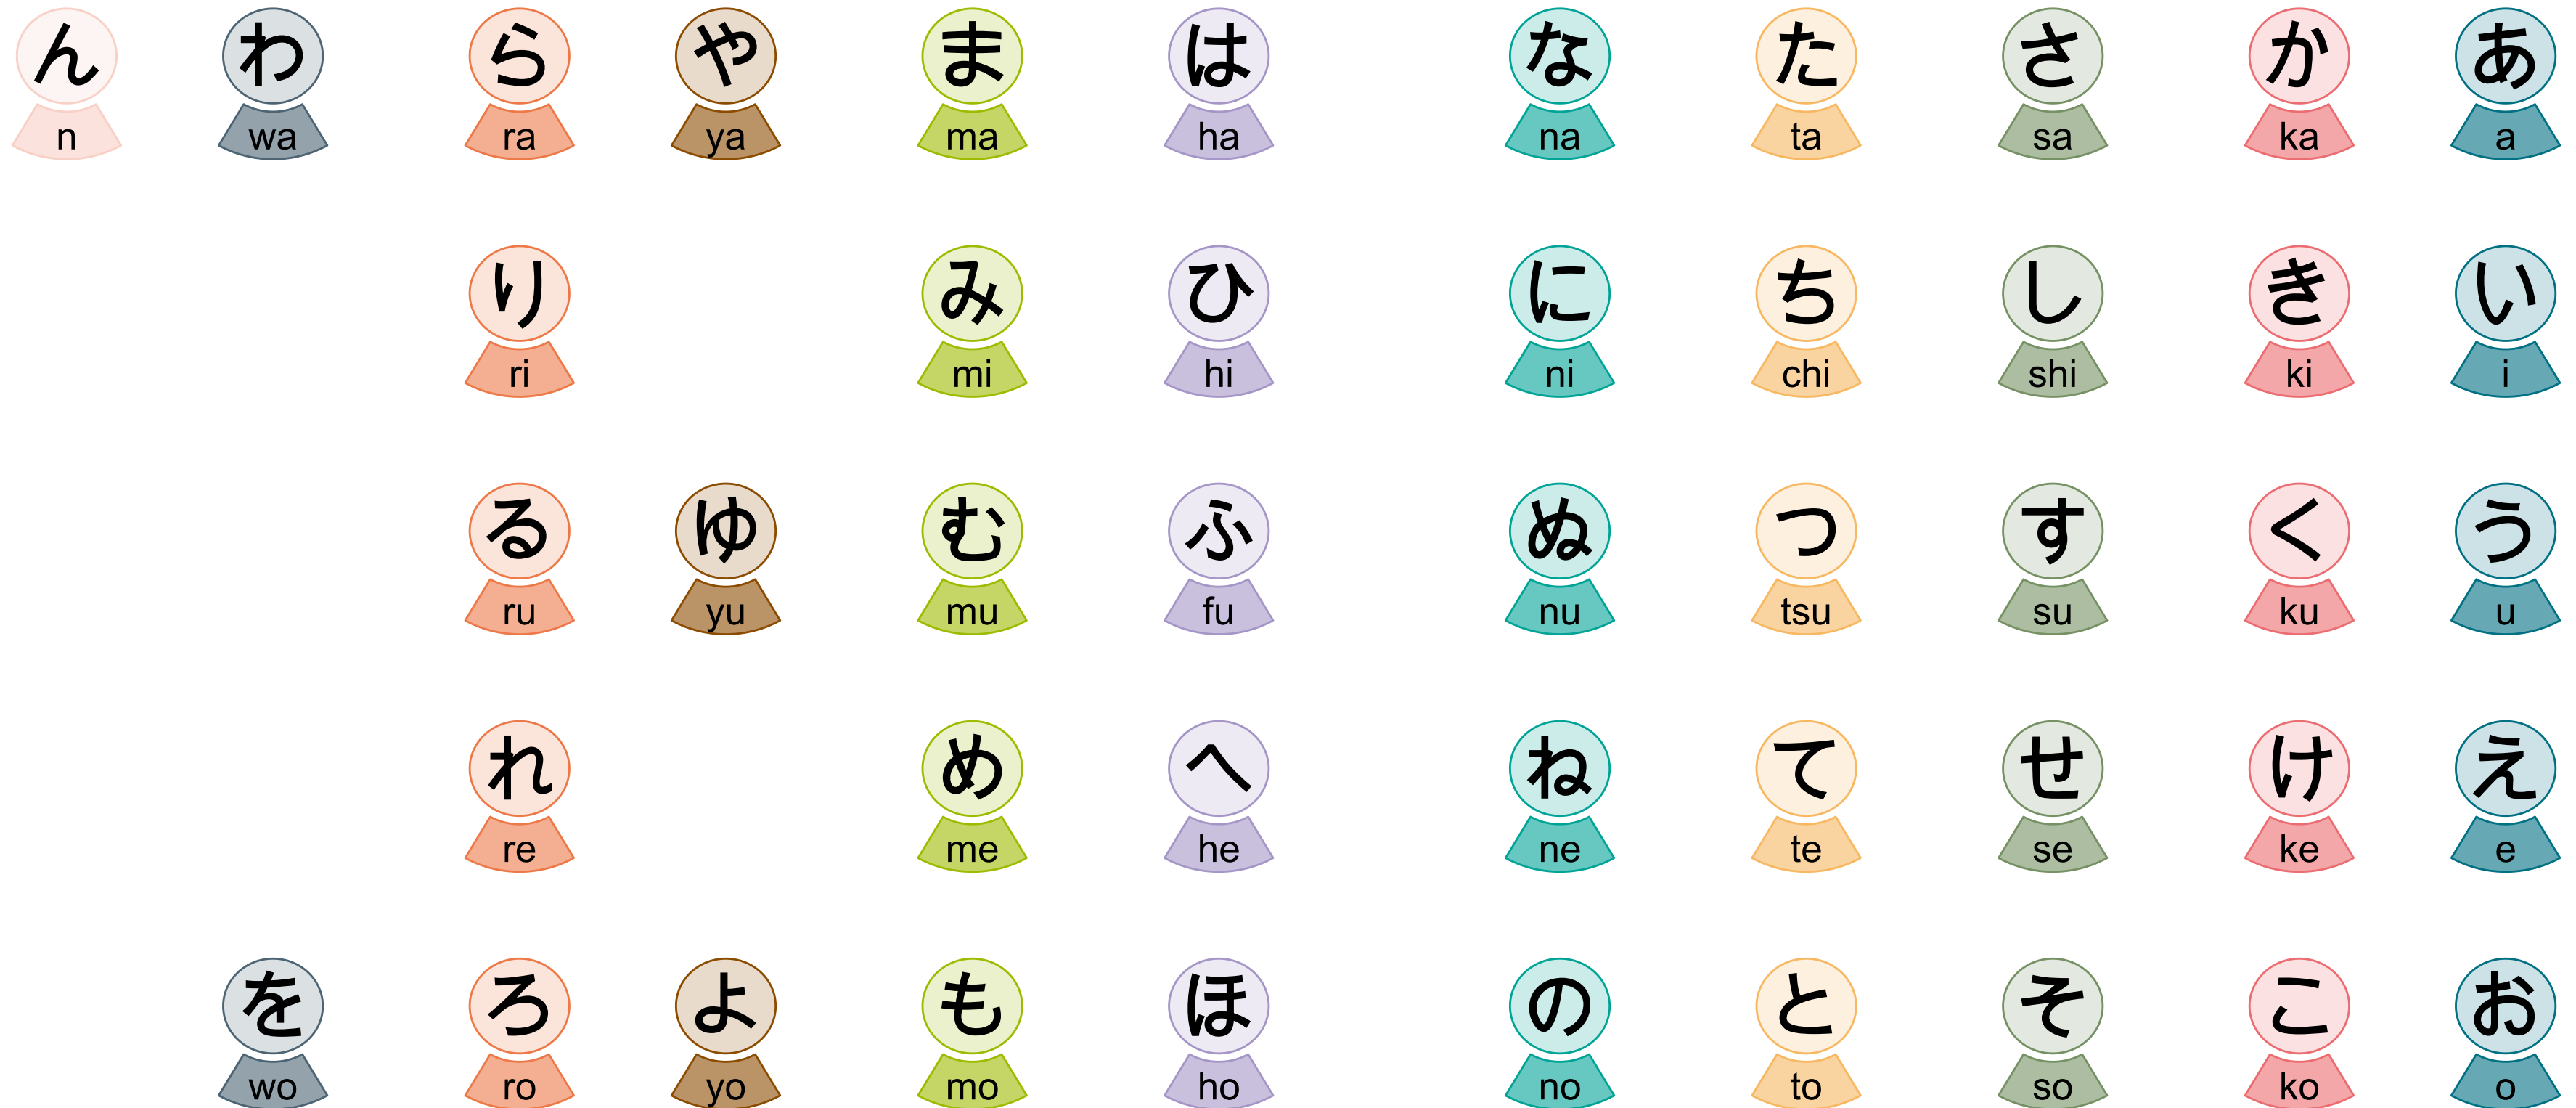 ん わ ら や ま は な た さ か あ
n wa ra ya ma ha na ta sa ka a
り み ひ に ち し き い
ri mi hi ni chi shi ki i
る ゆ む ふ ぬ つ す く う
ru yu mu fu nu tsu su ku u
れ め へ ね て せ け え
re me he ne te se ke e
を ろ よ も ほ の と そ こ お
wo ro yo mo ho no to so ko o